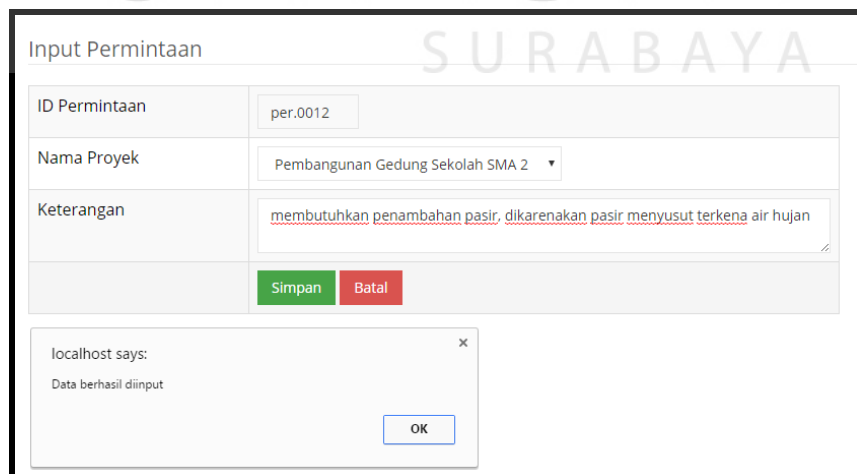 SURABAYA
Input Permintaan
ID Permintaan
per.0012
Nama Proyek
Pembangunan Gedung Sekolah SMA 2
Keterangan
membutuhkan penambahan pasir, dikarenakan pasir menyusut terkena air hujan
Simpan Batal
localhost says:
Data berhasil diinput
OK